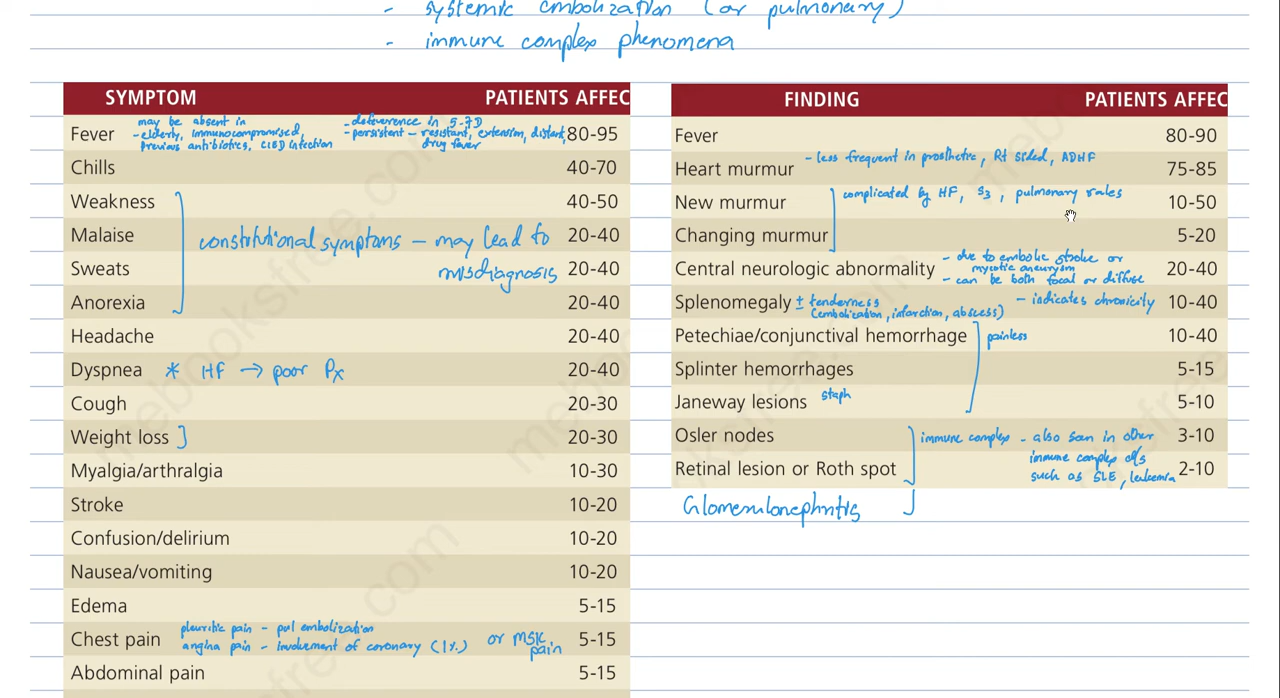 - systemic embolization (or pulmonary)
- immune complex phenomena
SYMPTOM PATIENTS AFFEC
Fever may be absent in - elderly, immunocompromised, previous antibiotics, CIED infection - defeverence in 5-7D - persistent - resistant, extension, distant, drug fever 80-95
Chills 40-70
Weakness 40-50
Malaise constitutional symptoms - may lead to 20-40
Sweats misdiagnosis 20-40
Anorexia 20-40
Headache 20-40
Dyspnea * HF → poor Px 20-40
Cough 20-30
Weight loss 20-30
Myalgia/arthralgia 10-30
Stroke 10-20
Confusion/delirium 10-20
Nausea/vomiting 10-20
Edema 5-15
Chest pain pleuritic pain - pul embolization angina pain - involvement of coronary (1%) or MSK pain 5-15
Abdominal pain 5-15
FINDING PATIENTS AFFEC
Fever 80-90
Heart murmur - less frequent in prosthetic, Rt sided, ADHF 75-85
New murmur complicated by HF, S3, pulmonary rales 10-50
Changing murmur 5-20
Central neurologic abnormality - due to embolic stroke or mycotic aneurysm - can be both focal or diffuse 20-40
Splenomegaly ± tenderness (embolization, infarction, abscess) - indicates chronicity 10-40
Petechiae/conjunctival hemorrhage painless 10-40
Splinter hemorrhages 5-15
Janeway lesions staph 5-10
Osler nodes immune complex - also seen in other 3-10
Retinal lesion or Roth spot immune complex d/s such as SLE, leukemia 2-10
Glomerulonephritis
mebooksfree.com